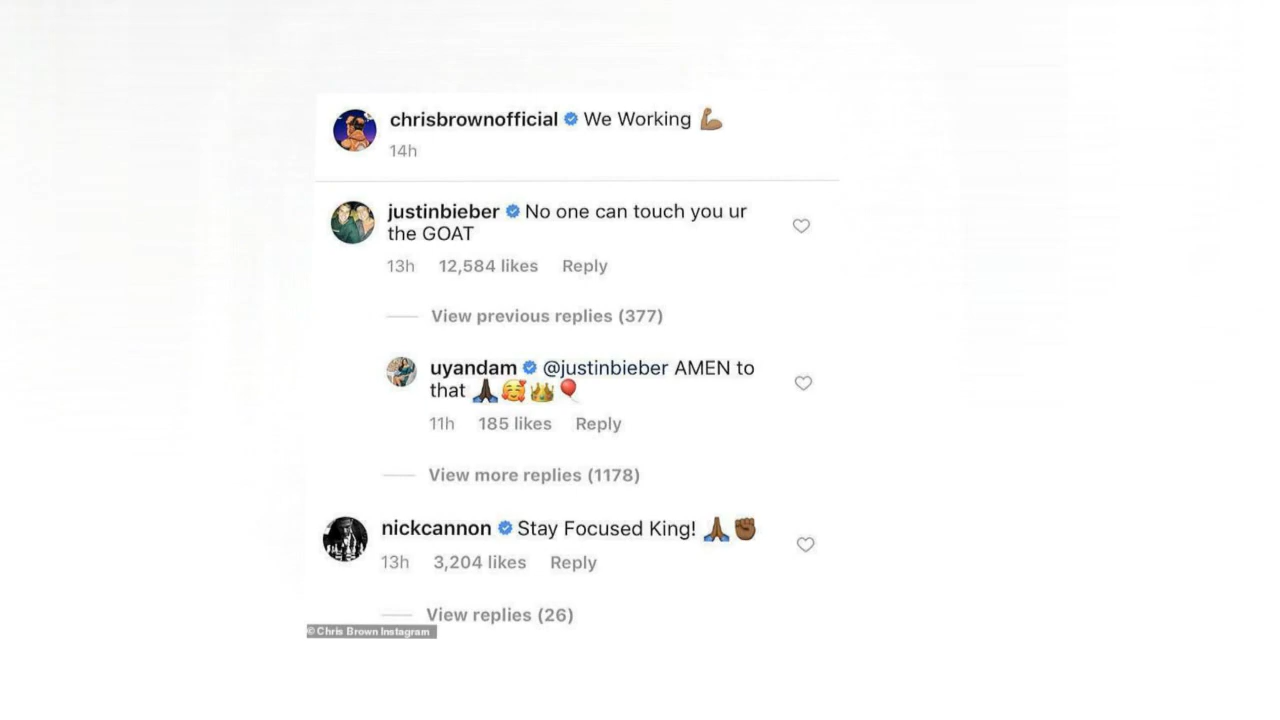 chrisbrownofficial We Working 💪🏽
14h
justinbieber No one can touch you ur
the GOAT
13h 12,584 likes Reply
View previous replies (377)
uyandam @justinbieber AMEN to
that 🙏🏿🥰👑🎈
11h 185 likes Reply
View more replies (1178)
nickcannon Stay Focused King! 🙏🏾✊🏾
13h 3,204 likes Reply
View replies (26)
© Chris Brown Instagram